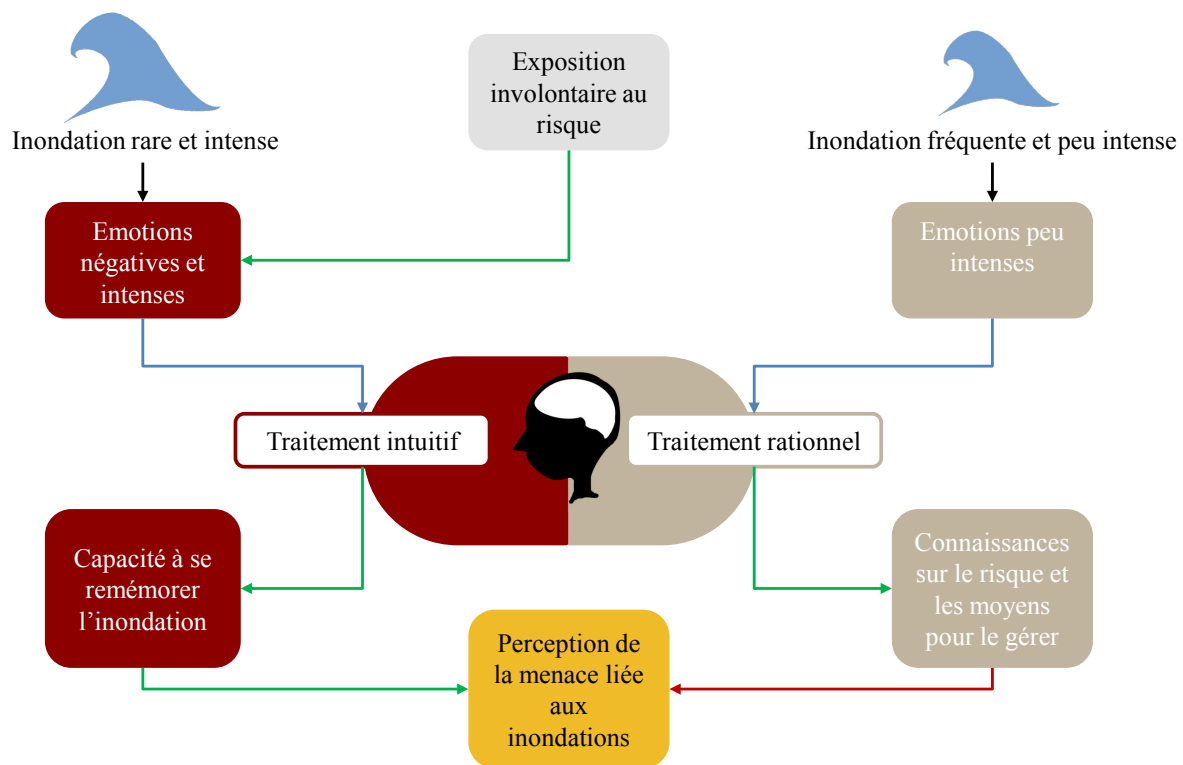 Exposition
involontaire au
risque
Inondation rare et intense
Inondation fréquente et peu intense
Emotions
négatives et
intenses
Emotions peu
intenses
Traitement intuitif
Traitement rationnel
Capacité à se
remémorer
l’inondation
Connaissances
sur le risque et
les moyens
pour le gérer
Perception de
la menace liée
aux
inondations